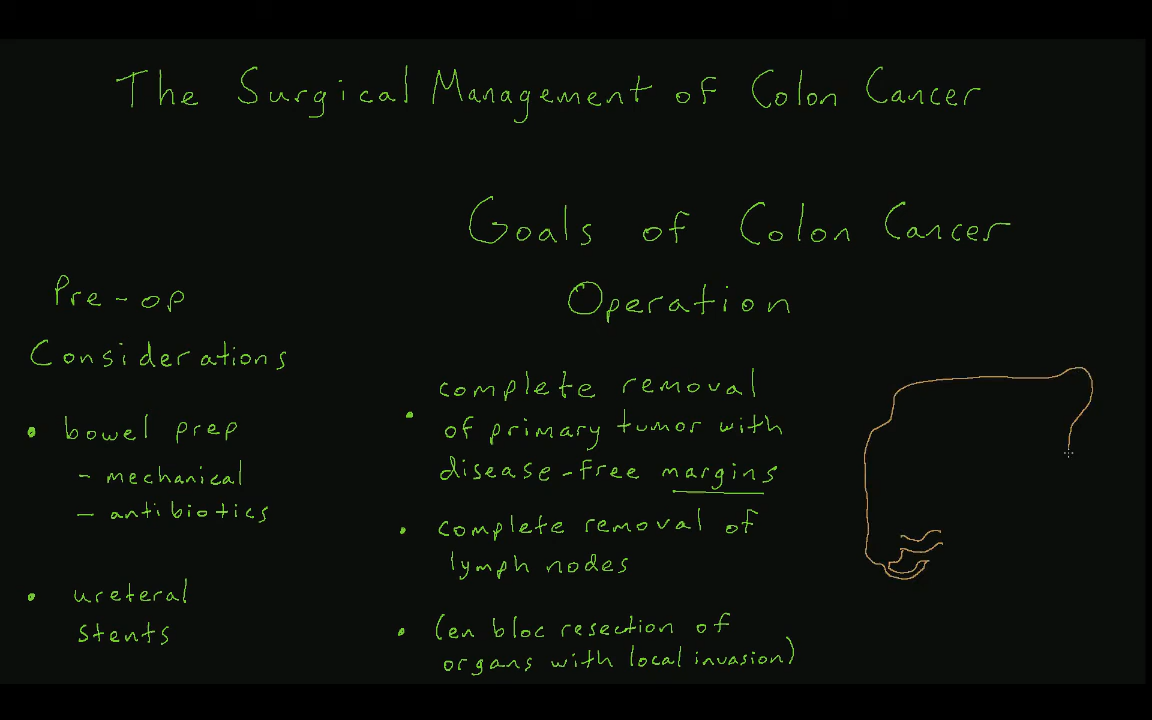 The Surgical Management of Colon Cancer
Pre-op
Considerations
• bowel prep
- mechanical
- antibiotics
• ureteral
stents
Goals of Colon Cancer
Operation
• complete removal
of primary tumor with
disease-free margins
• complete removal of
lymph nodes
• (en bloc resection of
organs with local invasion)